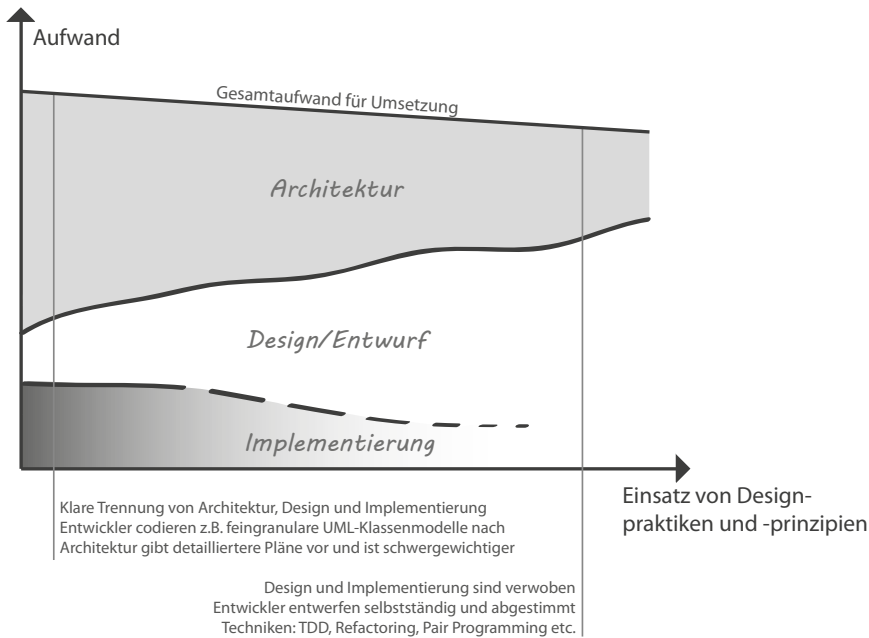 Aufwand
Gesamtaufwand für Umsetzung
Architektur
Design/Entwurf
Implementierung
Einsatz von Design-
praktiken und -prinzipien
Klare Trennung von Architektur, Design und Implementierung
Entwickler codieren z.B. feingranulare UML-Klassenmodelle nach
Architektur gibt detailliertere Pläne vor und ist schwergewichtiger
Design und Implementierung sind verwoben
Entwickler entwerfen selbstständig und abgestimmt
Techniken: TDD, Refactoring, Pair Programming etc.